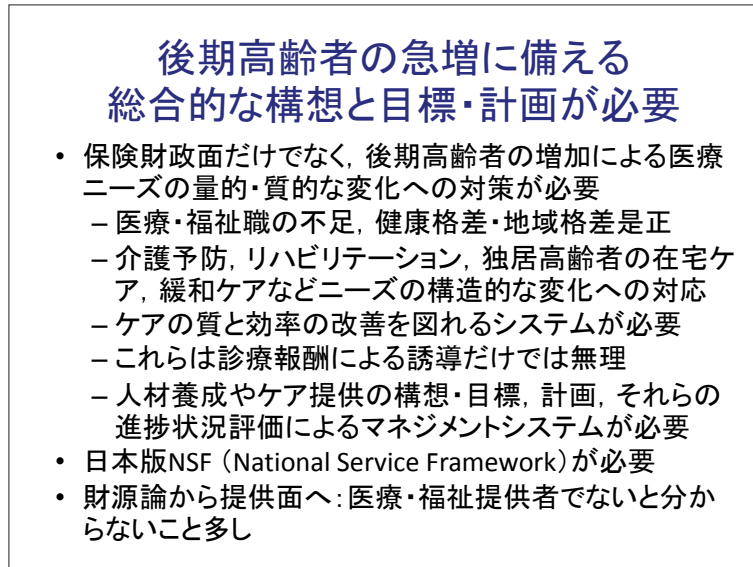 後期高齢者の急増に備える
総合的な構想と目標・計画が必要
• 保険財政面だけでなく，後期高齢者の増加による医療
ニーズの量的・質的な変化への対策が必要
– 医療・福祉職の不足，健康格差・地域格差是正
– 介護予防，リハビリテーション，独居高齢者の在宅ケ
ア，緩和ケアなどニーズの構造的な変化への対応
– ケアの質と効率の改善を図れるシステムが必要
– これらは診療報酬による誘導だけでは無理
– 人材養成やケア提供の構想・目標，計画，それらの
進捗状況評価によるマネジメントシステムが必要
• 日本版NSF（National Service Framework）が必要
• 財源論から提供面へ：医療・福祉提供者でないと分か
らないこと多し